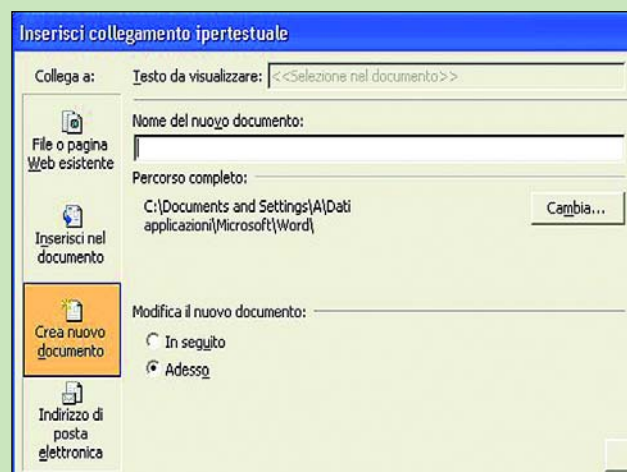 Inserisci collegamento ipertestuale
Collega a:
Testo da visualizzare: <<Selezione nel documento>>
File o pagina
Web esistente
Inserisci nel
documento
Crea nuovo
documento
Indirizzo di
posta
elettronica
Nome del nuovo documento:
Percorso completo:
C:\Documents and Settings\A\Dati
applicazioni\Microsoft\Word\
Cambia...
Modifica il nuovo documento:
In seguito
Adesso